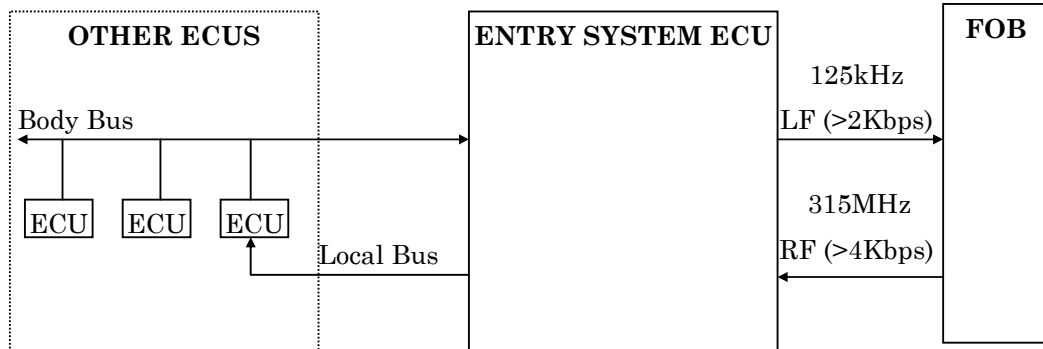 OTHER ECUS
Body Bus
ECU
ECU
ECU
Local Bus
ENTRY SYSTEM ECU
125kHz
LF (>2Kbps)
315MHz
RF (>4Kbps)
FOB